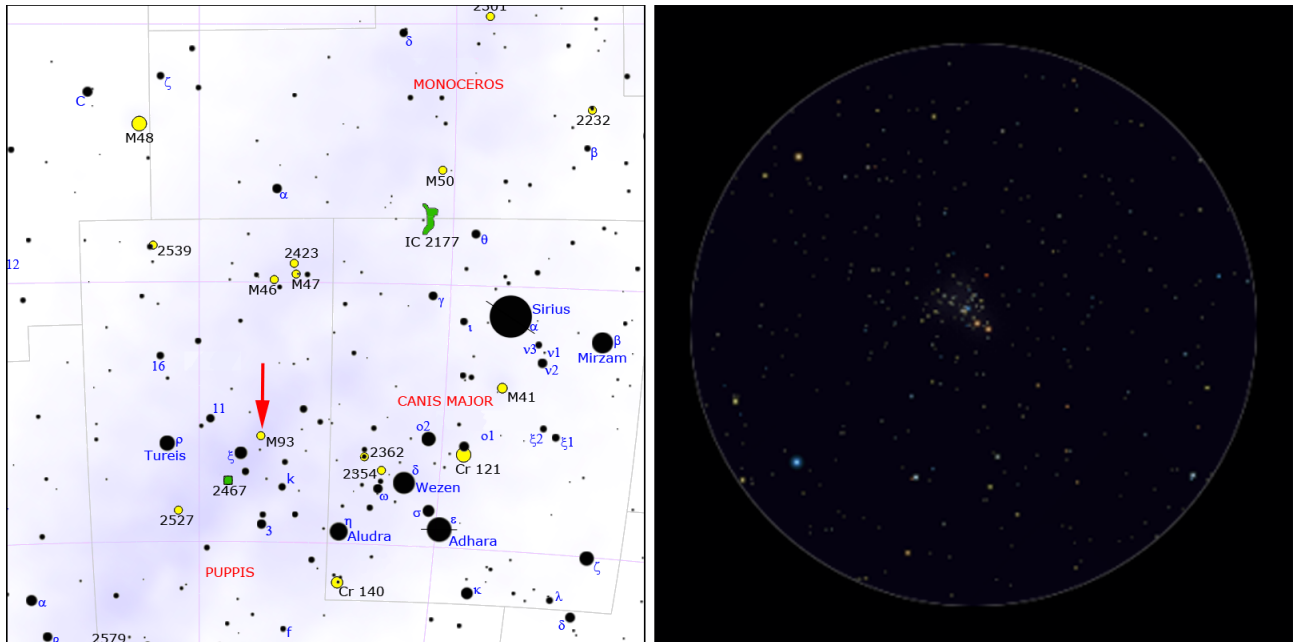 2301
δ
MONOCEROS
ζ
C
2232
M48
β
M50
α
IC 2177
θ
2539
2423
12
M47
M46
γ
Sirius
α
ι
ν3
ν1
β
Mirzam
ν2
16
M41
CANIS MAJOR
11
ο2
ο1
ξ2
ξ1
M93
ρ
Tureis
ξ
2362
2354
Cr 121
δ
Wezen
k
2467
ω
2527
σ
3
η
Aludra
ε
Adhara
PUPPIS
ζ
Cr 140
κ
λ
α
δ
f
2579